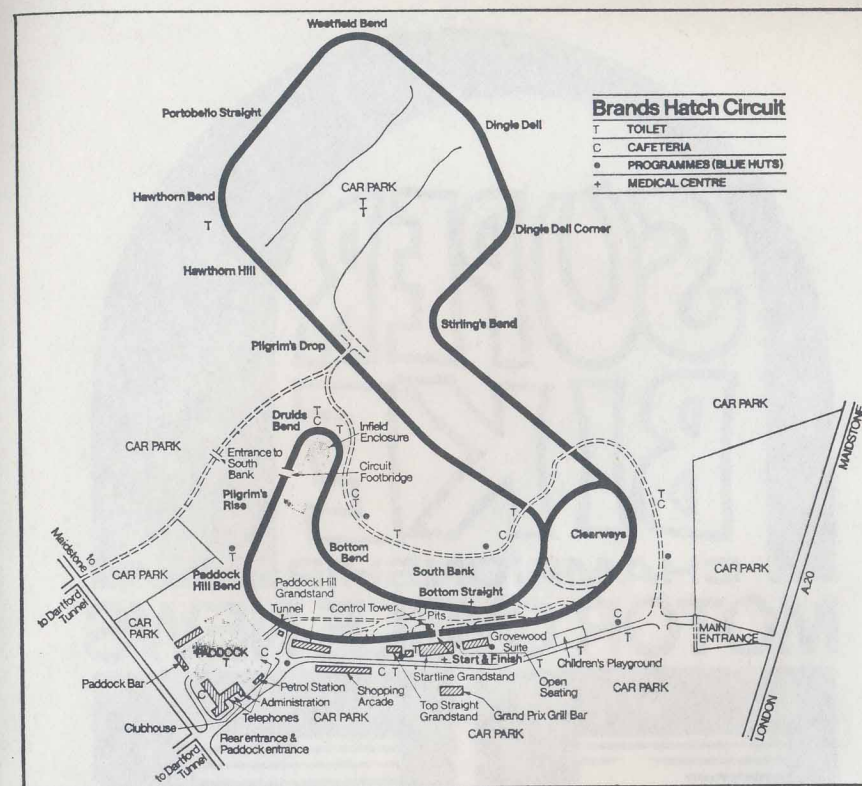 Westfield Bend
Portobello Straight
Dingle Dell
Brands Hatch Circuit
T TOILET
C CAFETERIA
● PROGRAMMES (BLUE HUTS)
+ MEDICAL CENTRE
CAR PARK
T
T
Hawthorn Bend
T
Dingle Dell Corner
Hawthorn Hill
Stirling's Bend
Pilgrim's Drop
Druids
Bend
T
C
T
Infield
Enclosure
CAR PARK
MAIDSTONE
CAR PARK
Entrance to
South
Bank
Circuit
Footbridge
Pilgrim's
Rise
C
T
T
C
T
T
C
Clearways
Bottom
Bend
South Bank
Maidstone
to
to Dartford
Tunnel
CAR PARK
T
Paddock
Hill Bend
Paddock Hill
Grandstand
Bottom Straight
+
CAR PARK
A.20
CAR
PARK
Tunnel
Control Tower
Pits
C
T
MAIN
ENTRANCE
PADDOCK
T
C
T
Grovewood
Suite
+ Start & Finish
T
T
Children's Playground
Paddock Bar
C
Petrol Station
Administration
Telephones
Shopping
Arcade
C T
Startline Grandstand
Open
Seating
CAR PARK
Clubhouse
CAR PARK
Top Straight
Grandstand
Grand Prix Grill Bar
Rear entrance &
Paddock entrance
CAR PARK
LONDON
to Dartford
Tunnel